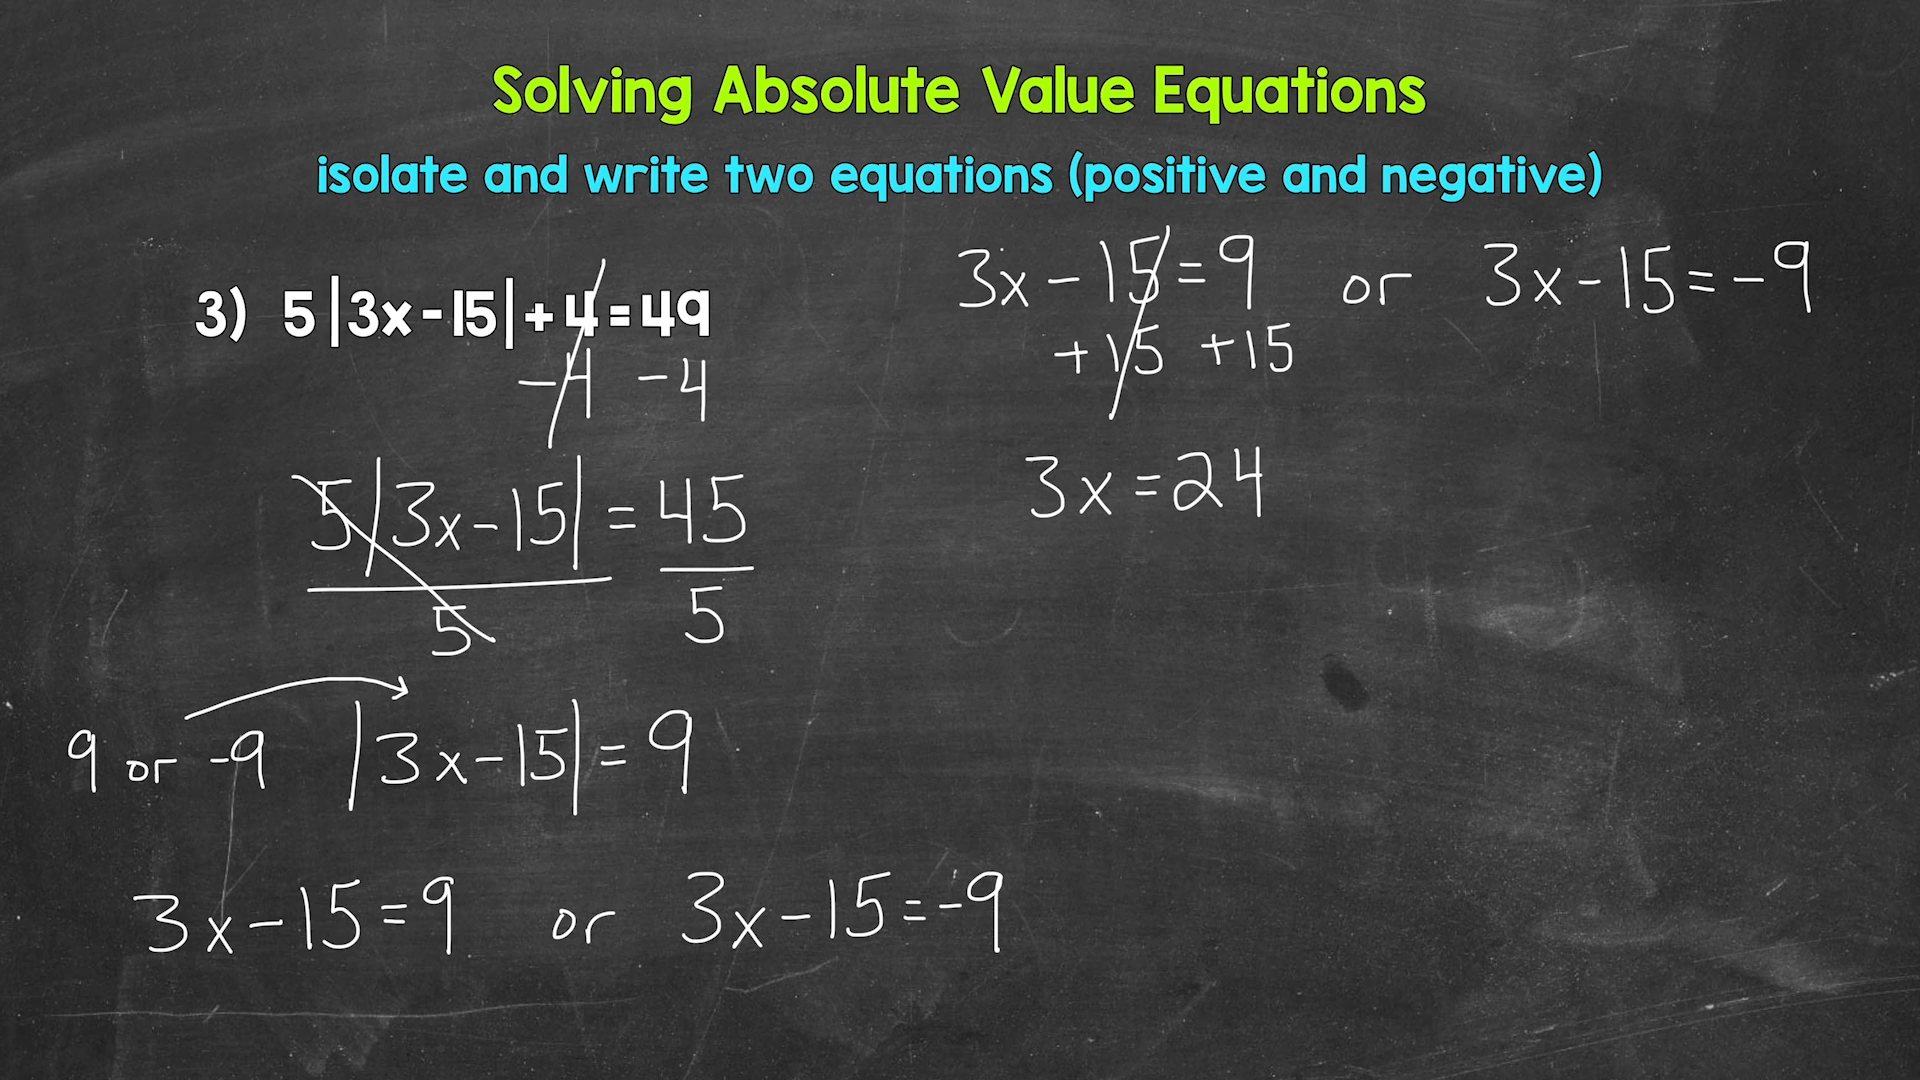 Solving Absolute Value Equations
isolate and write two equations (positive and negative)
3) 5|3x-15|+4=49
-4 -4
5|3x-15| = 45
5 5
9 or -9 |3x-15| = 9
3x-15=9 or 3x-15=-9
3x-15=9 or 3x-15=-9
+15 +15
3x=24